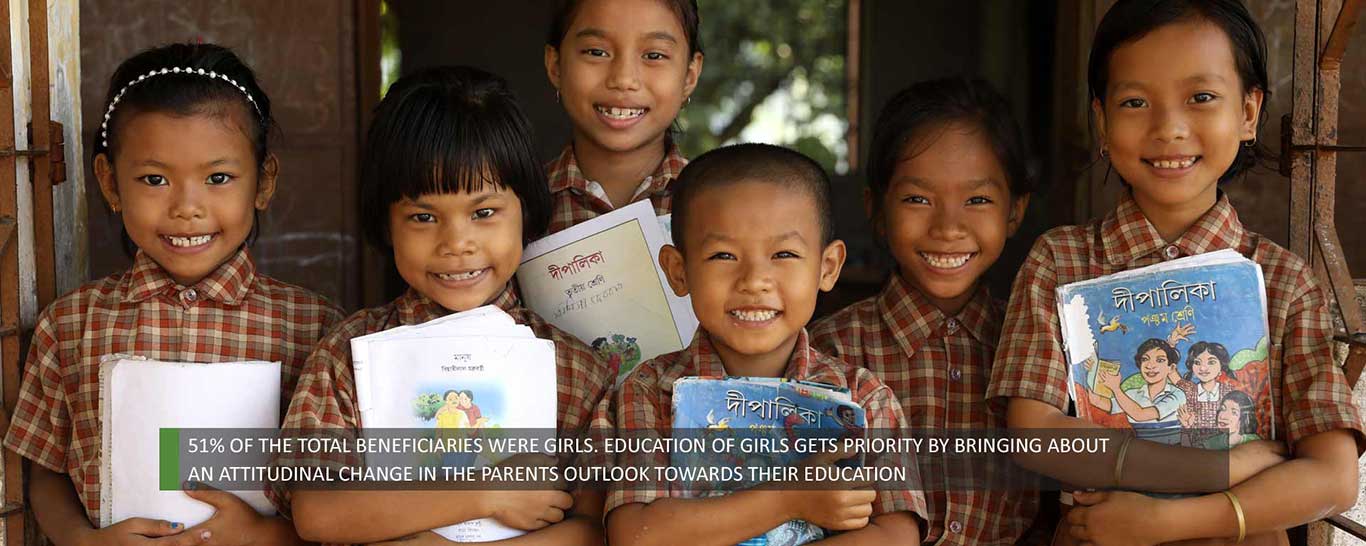 দীপালিকা
তৃতীয় শ্রেণি
দীপালিকা
পঞ্চম শ্রেণি
মানুষ
দীপালিকা
51% OF THE TOTAL BENEFICIARIES WERE GIRLS. EDUCATION OF GIRLS GETS PRIORITY BY BRINGING ABOUT
AN ATTITUDINAL CHANGE IN THE PARENTS OUTLOOK TOWARDS THEIR EDUCATION